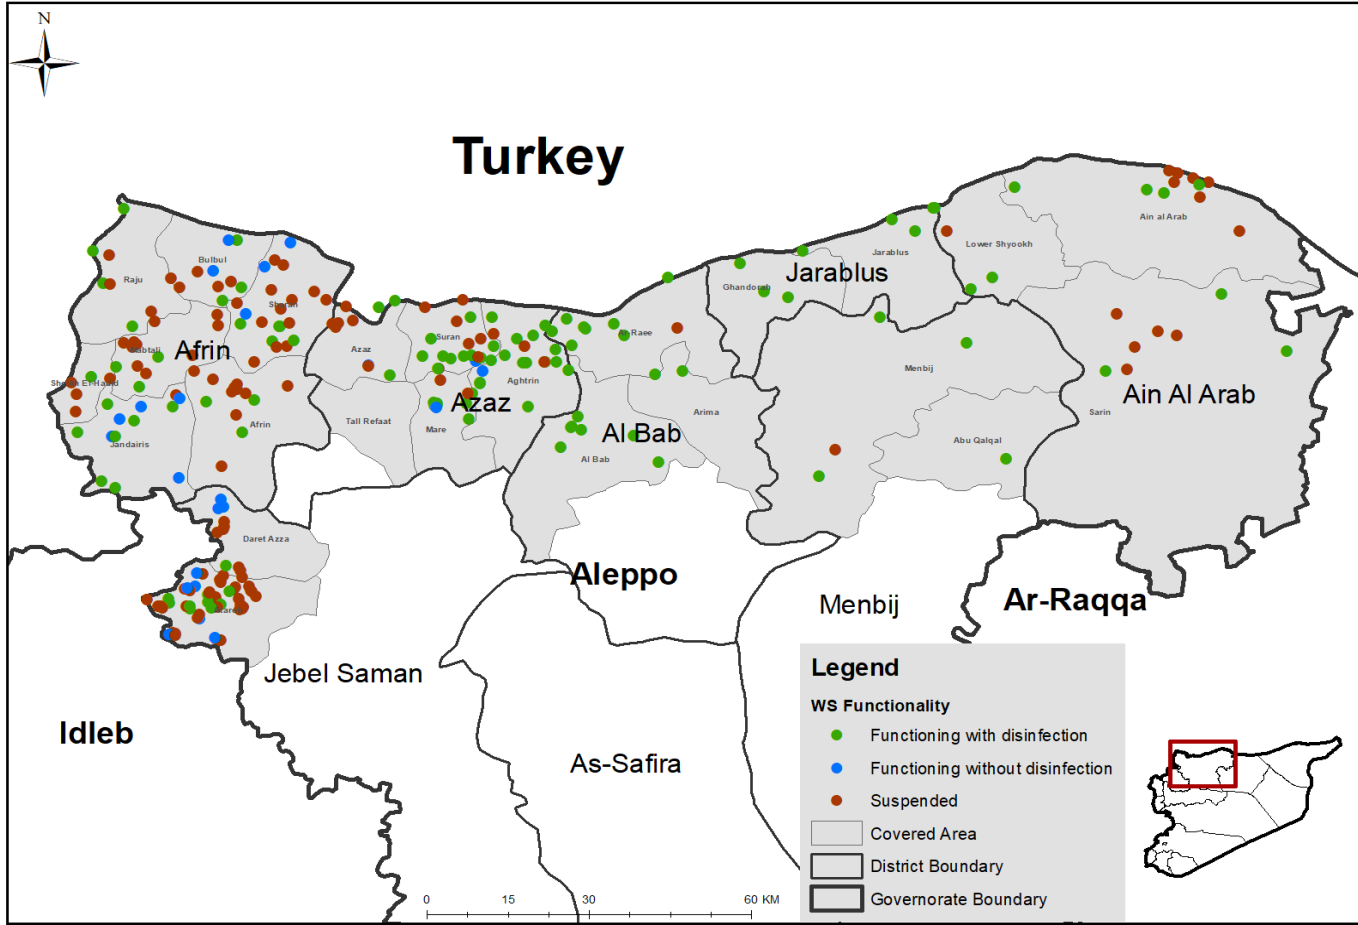 N
Turkey
Ain al Arab
Lower Shyookh
Jarablus
Bulbul
Raju
Jarablus
Ghandorah
Sharan
Suran
Ar-Raee
Azaz
Afrin
Menbij
Aghtrin
Ain Al Arab
Azaz
Arima
Sarin
Tall Refaat
Mare
Afrin
Al Bab
Abu Qalqal
Jandairis
Al Bab
Daret Azza
Aleppo
Menbij
Ar-Raqqa
Jebel Saman
Idleb
As-Safira
Legend
WS Functionality
Functioning with disinfection
Functioning without disinfection
Suspended
Covered Area
District Boundary
Governorate Boundary
0 15 30 60 KM